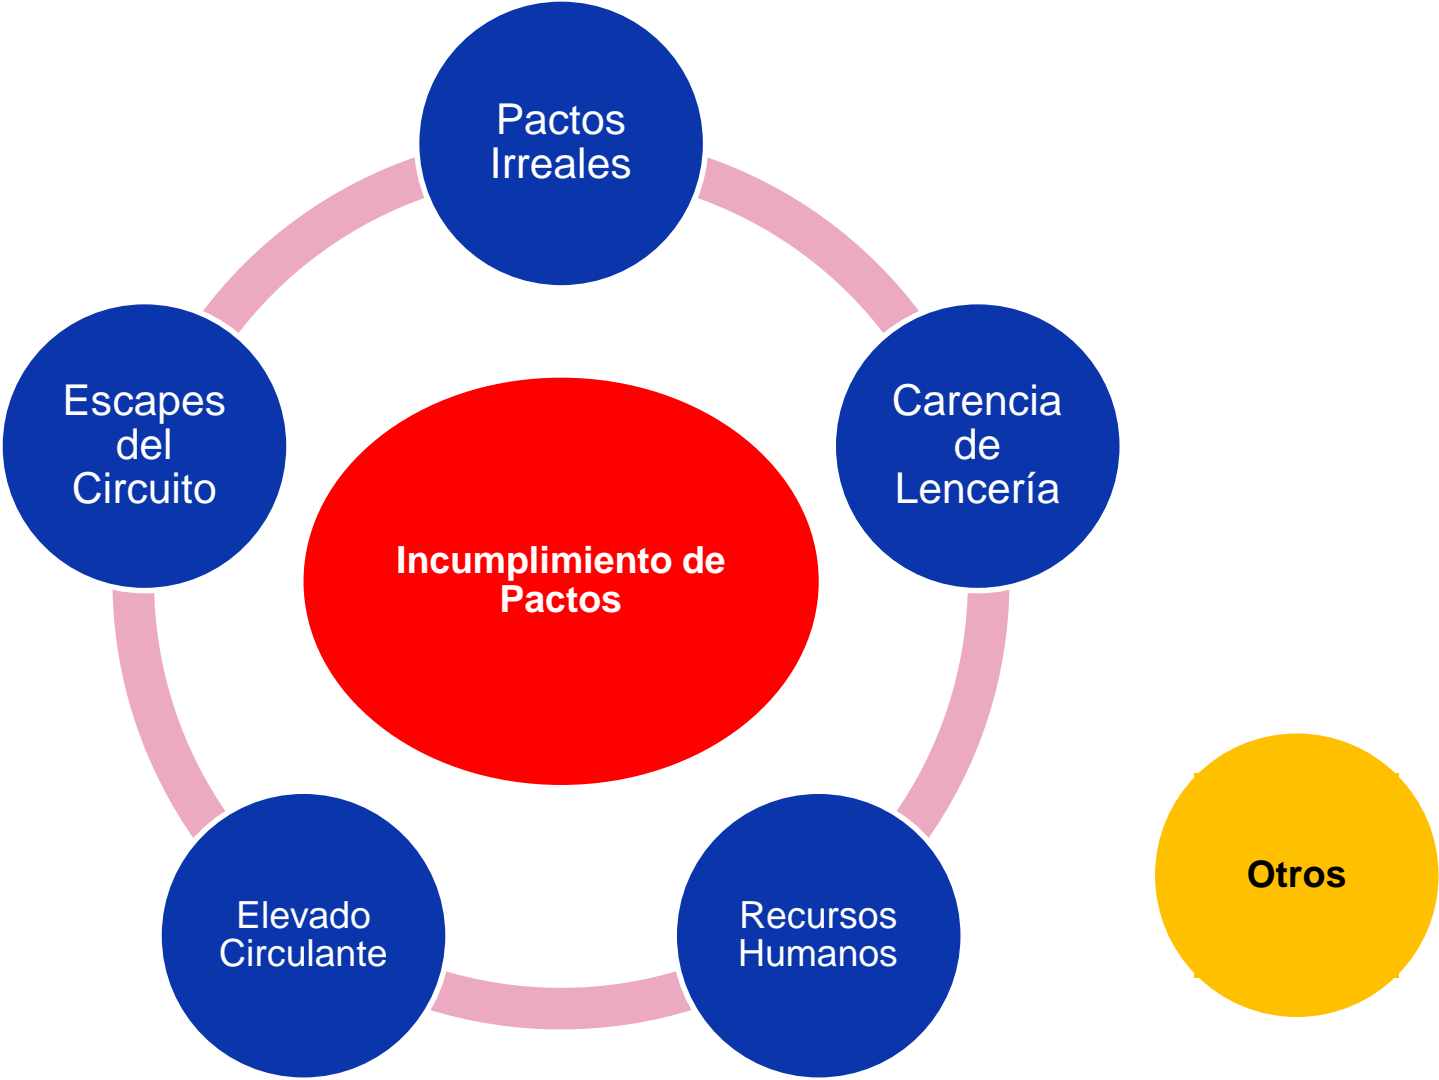 Pactos
Irreales
Escapes
del
Circuito
Carencia
de
Lencería
Incumplimiento de
Pactos
Otros
Elevado
Circulante
Recursos
Humanos